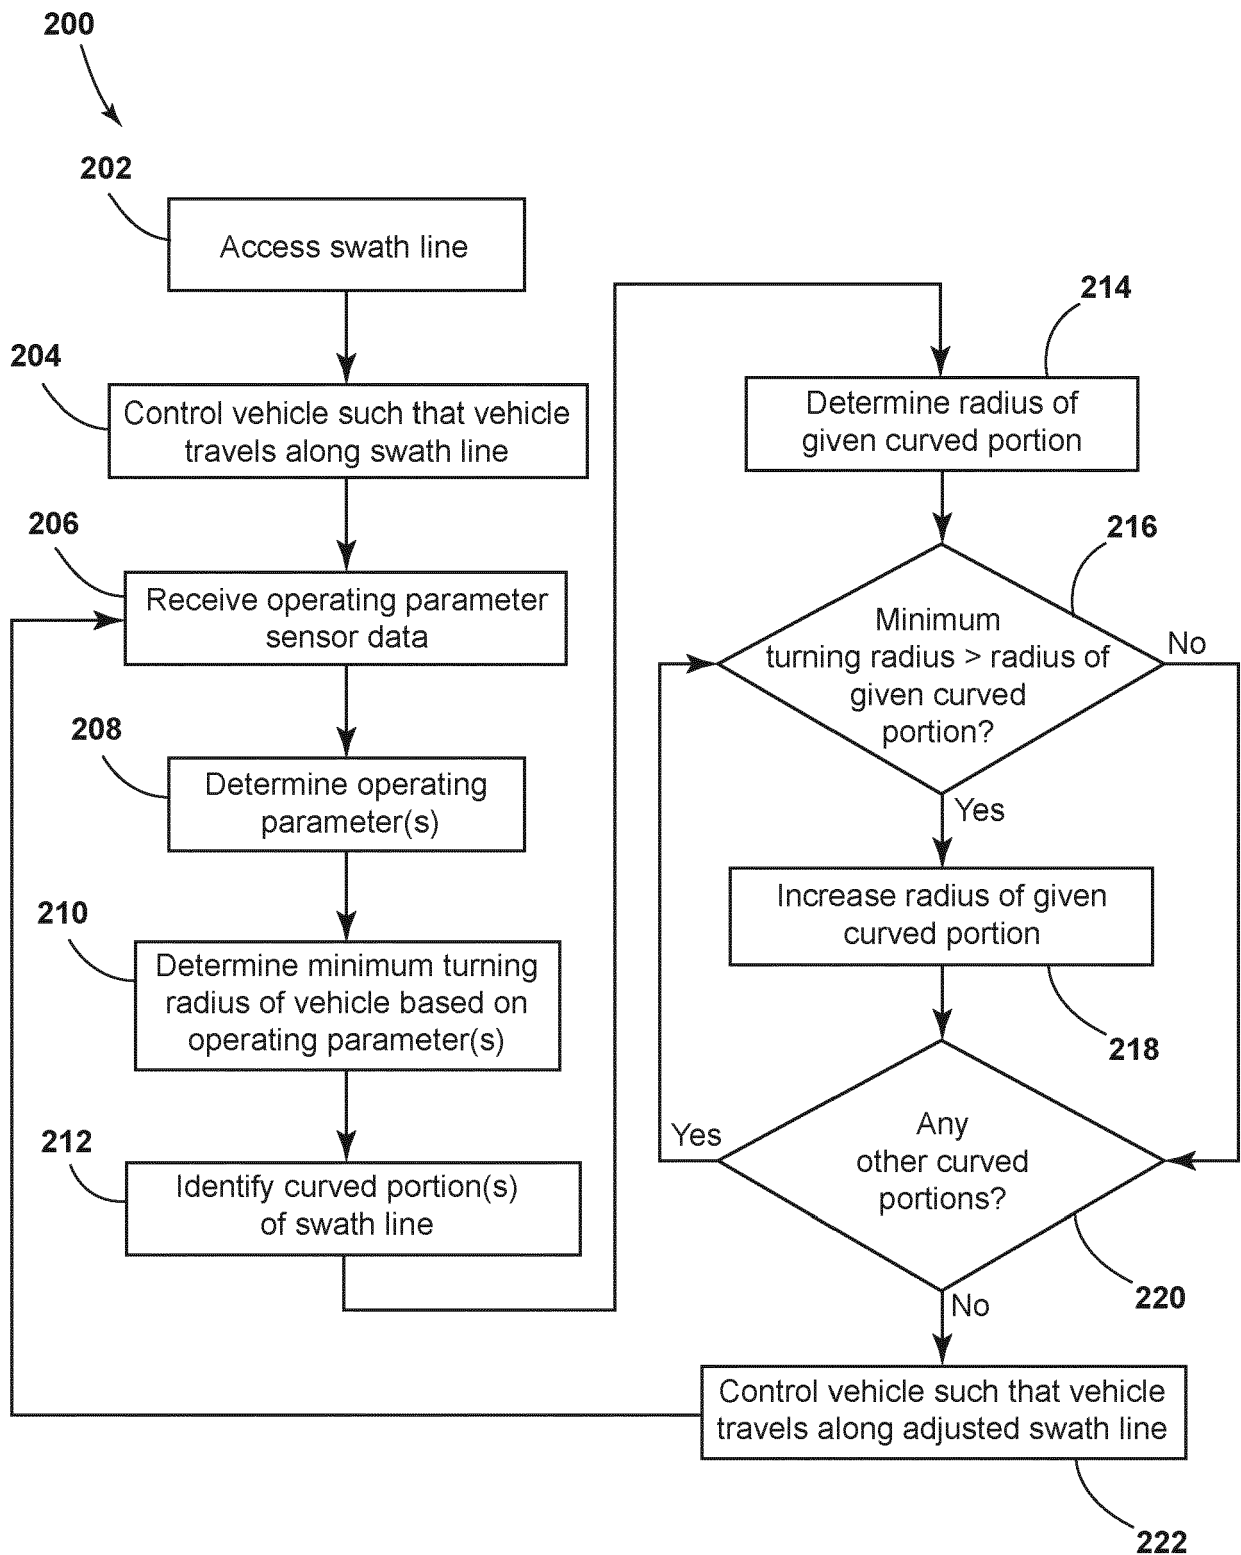 200
202
Access swath line
204
Control vehicle such that vehicle
travels along swath line
206
Receive operating parameter
sensor data
208
Determine operating
parameter(s)
210
Determine minimum turning
radius of vehicle based on
operating parameter(s)
212
Identify curved portion(s)
of swath line
214
Determine radius of
given curved portion
216
Minimum
turning radius > radius of
given curved
portion?
No
Yes
Increase radius of given
curved portion
218
Any
other curved
portions?
Yes
220
No
Control vehicle such that vehicle
travels along adjusted swath line
222